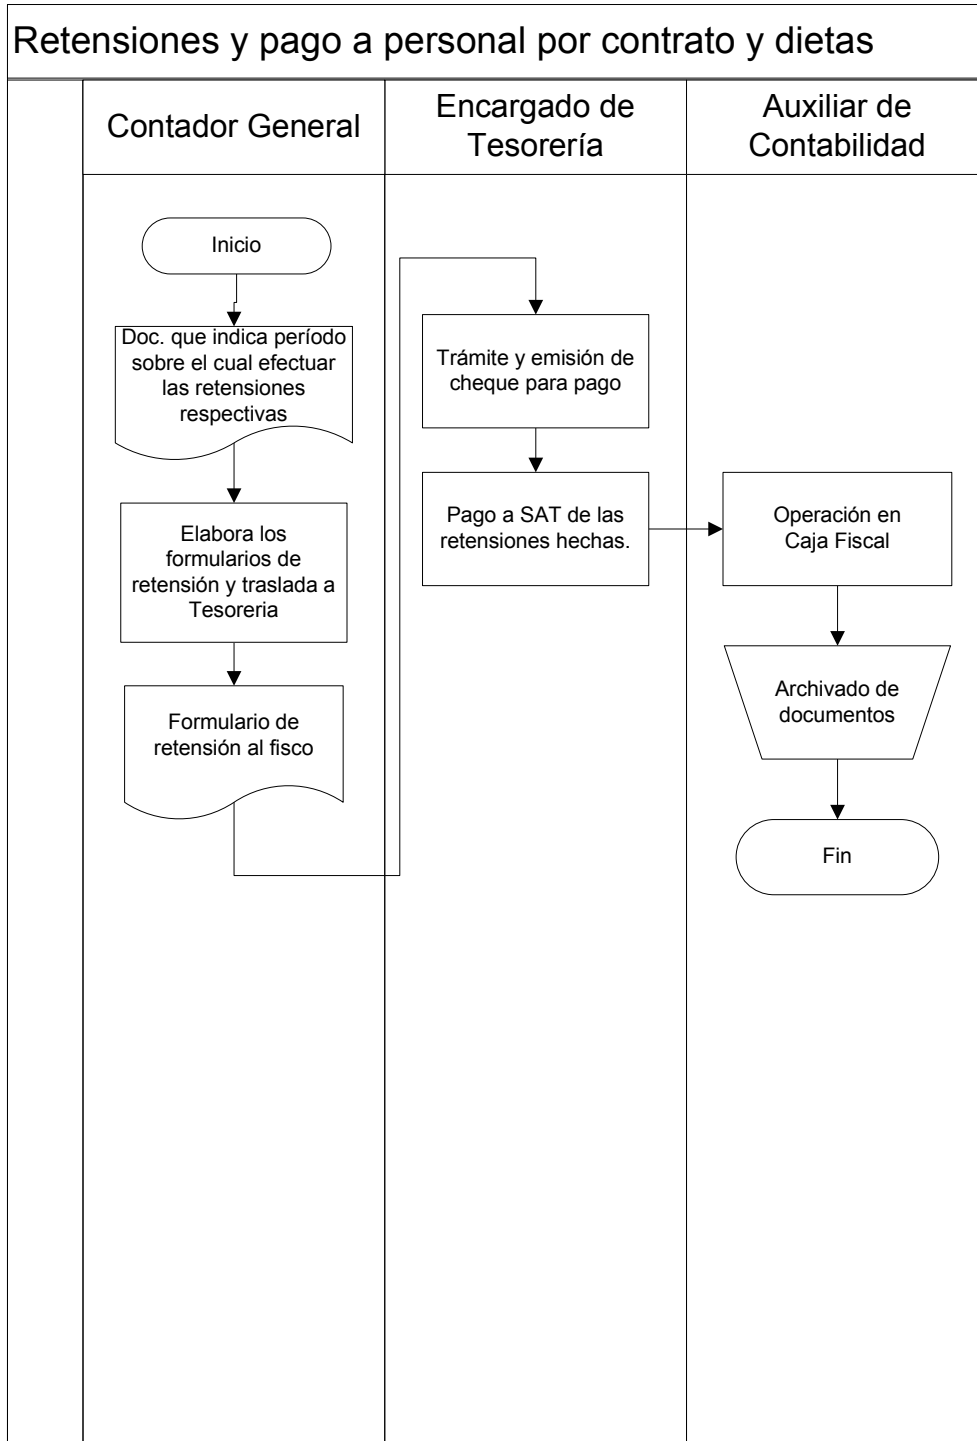 Retensiones y pago a personal por contrato y dietas
Contador General
Encargado de
Tesorería
Auxiliar de
Contabilidad
Inicio
Doc. que indica período
sobre el cual efectuar
las retensiones
respectivas
Elabora los
formularios de
retensión y traslada a
Tesoreria
Formulario de
retensión al fisco
Trámite y emisión de
cheque para pago
Pago a SAT de las
retensiones hechas.
Operación en
Caja Fiscal
Archivado de
documentos
Fin